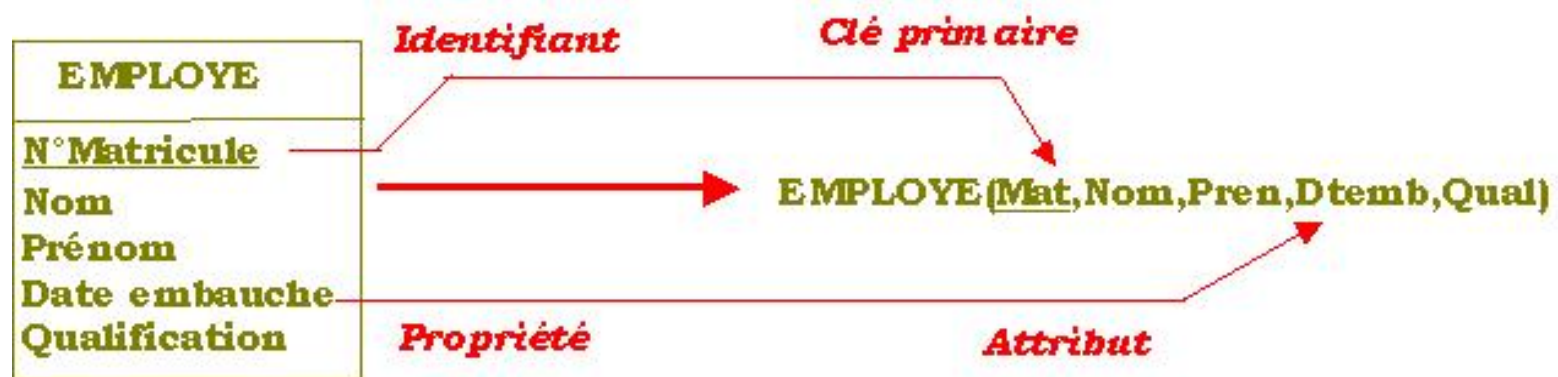 Identifiant
Clé primaire
EMPLOYE
N°Matricule
Nom
Prénom
Date embauche
Qualification
EMPLOYE(Mat,Nom,Pren,Dtemb,Qual)
Propriété
Attribut